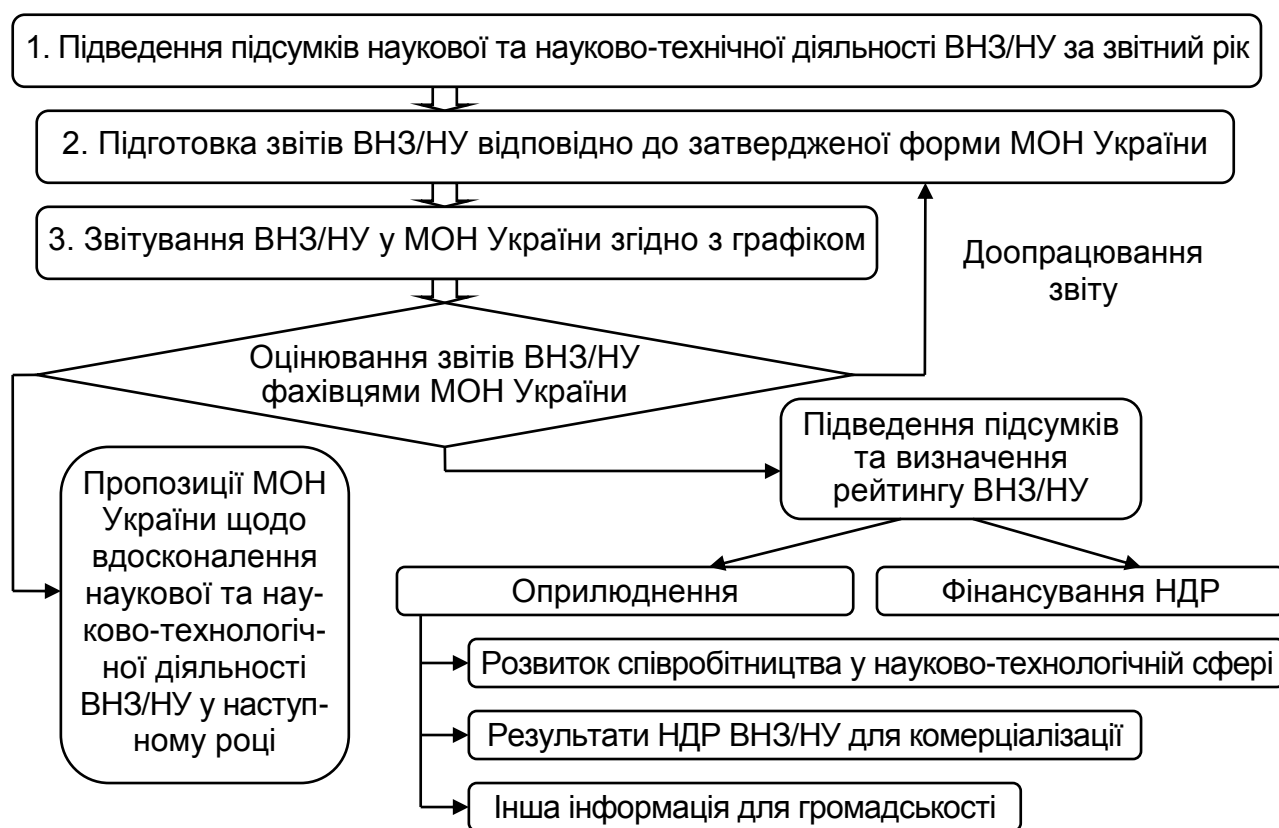 1. Підведення підсумків наукової та науково-технічної діяльності ВНЗ/НУ за звітний рік
2. Підготовка звітів ВНЗ/НУ відповідно до затвердженої форми МОН України
3. Звітування ВНЗ/НУ у МОН України згідно з графіком
Доопрацювання
звіту
Оцінювання звітів ВНЗ/НУ
фахівцями МОН України
Підведення підсумків
та визначення
рейтингу ВНЗ/НУ
Пропозиції МОН
України щодо
вдосконалення
наукової та нау-
ково-технологіч-
ної діяльності
ВНЗ/НУ у наступ-
ному році
Оприлюднення
Фінансування НДР
Розвиток співробітництва у науково-технологічній сфері
Результати НДР ВНЗ/НУ для комерціалізації
Інша інформація для громадськості